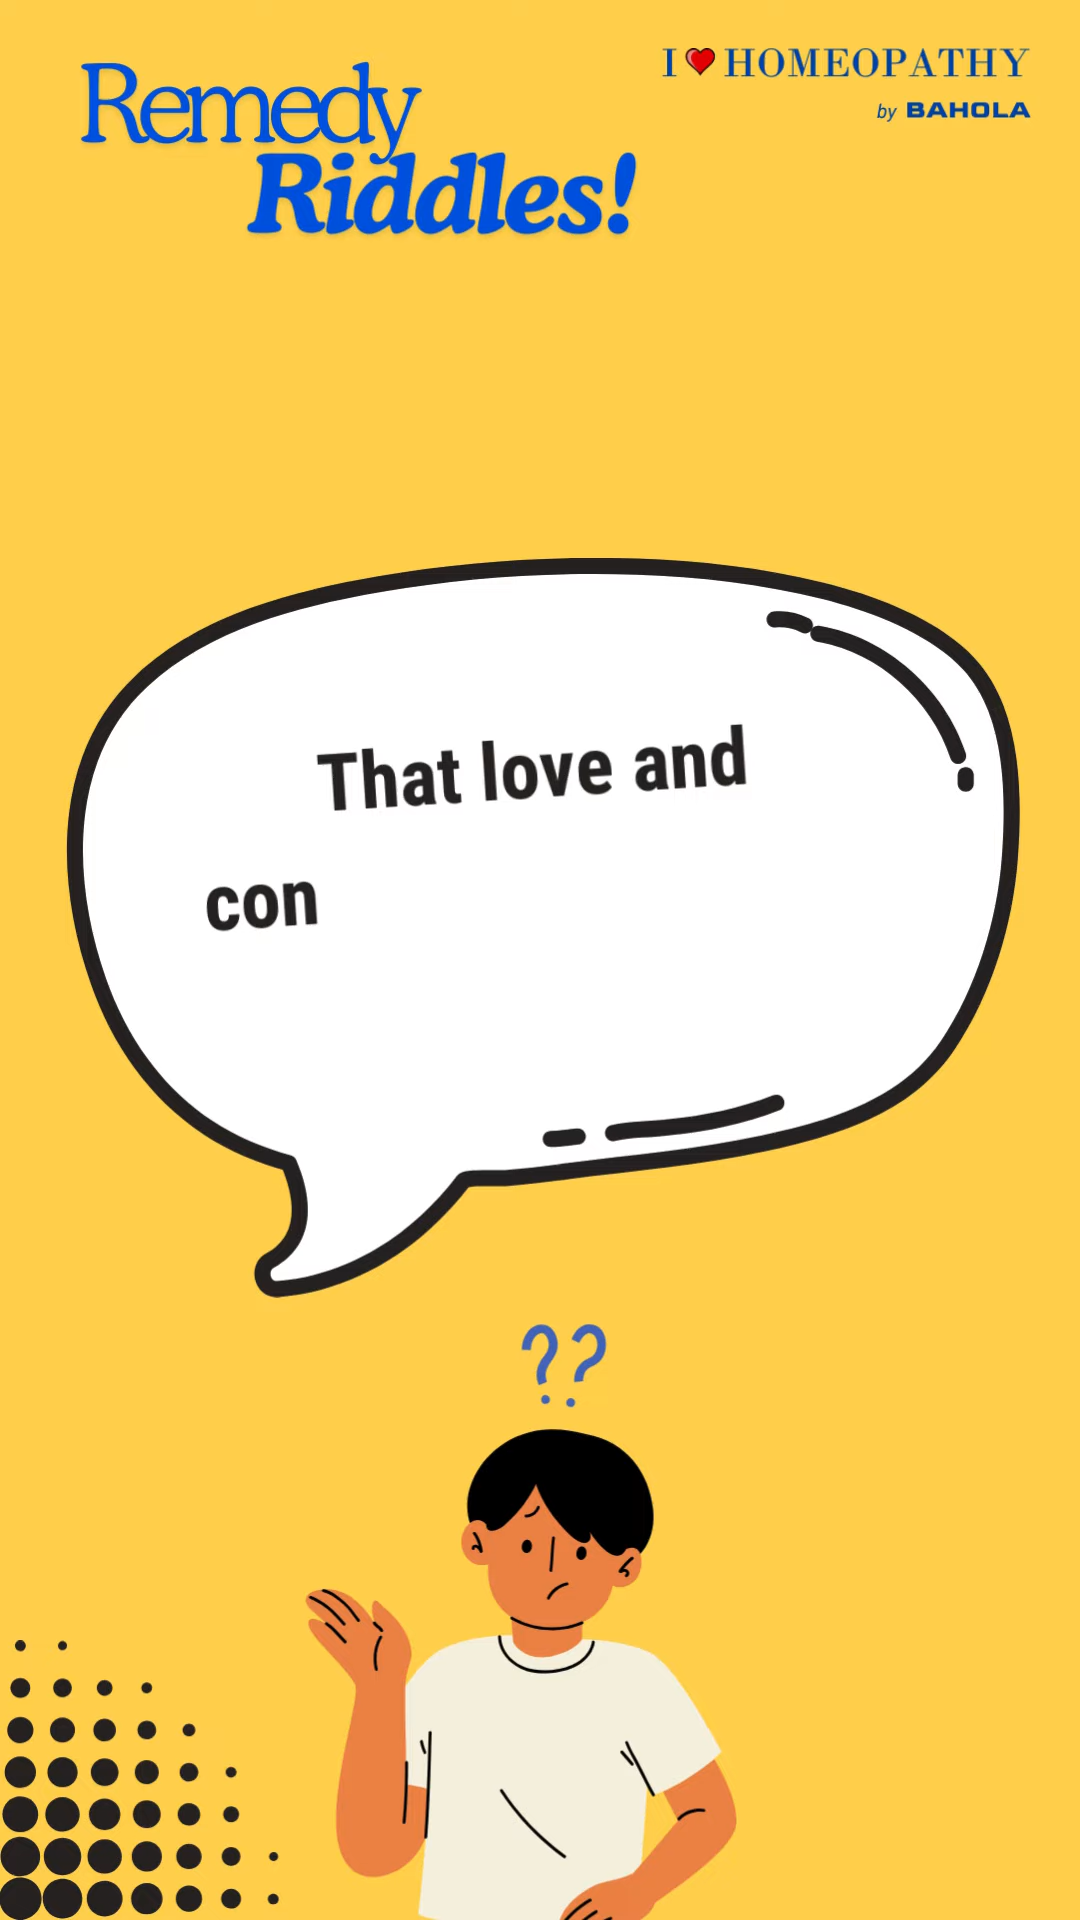 Remedy
Riddles!
I ❤ HOMEOPATHY
by BAHOLA
That love and
con
??